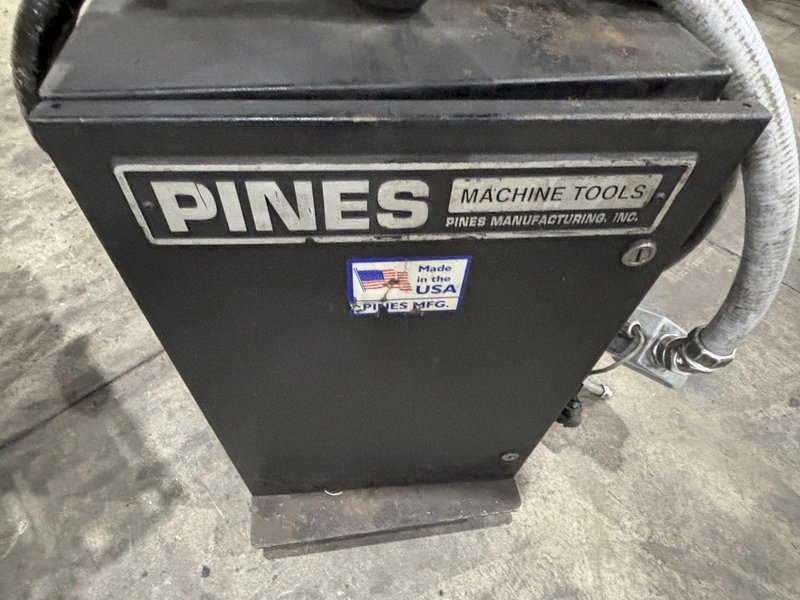 PINES
MACHINE TOOLS
PINES MANUFACTURING, INC.
Made
in the
USA
PINES MFG.